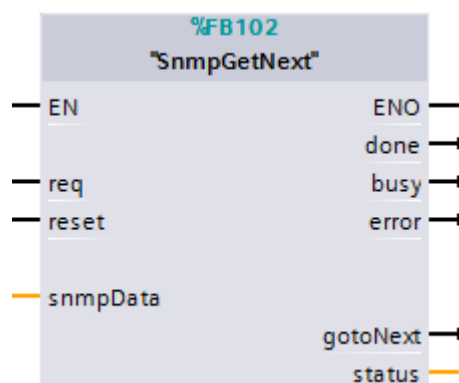 %FB102
"SnmpGetNext"
EN ENO
done
req busy
reset error
snmpData
gotoNext
status